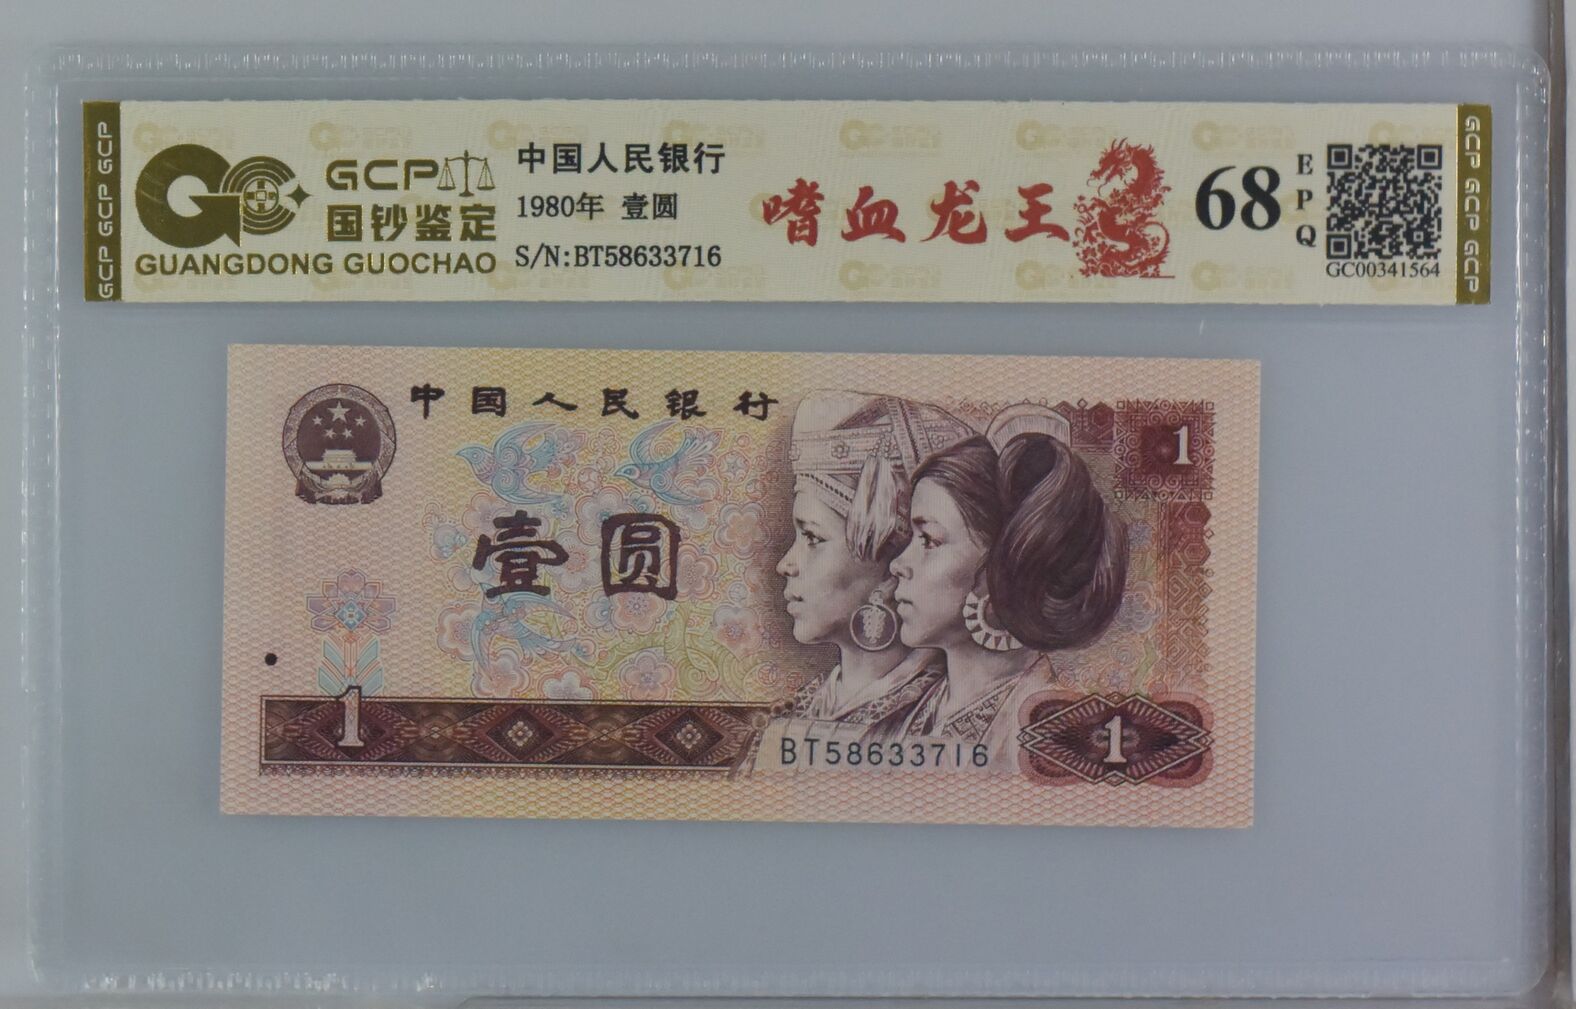 GCP GCP GCP
GCP
国钞鉴定
GUANGDONG GUOCHAO
中国人民银行
1980年 壹圆
S/N:BT58633716
嗜血龙王
68
EPQ
GC00341564
GCP GCP GCP
中国人民银行
1
壹圆
1
BT58633716
1